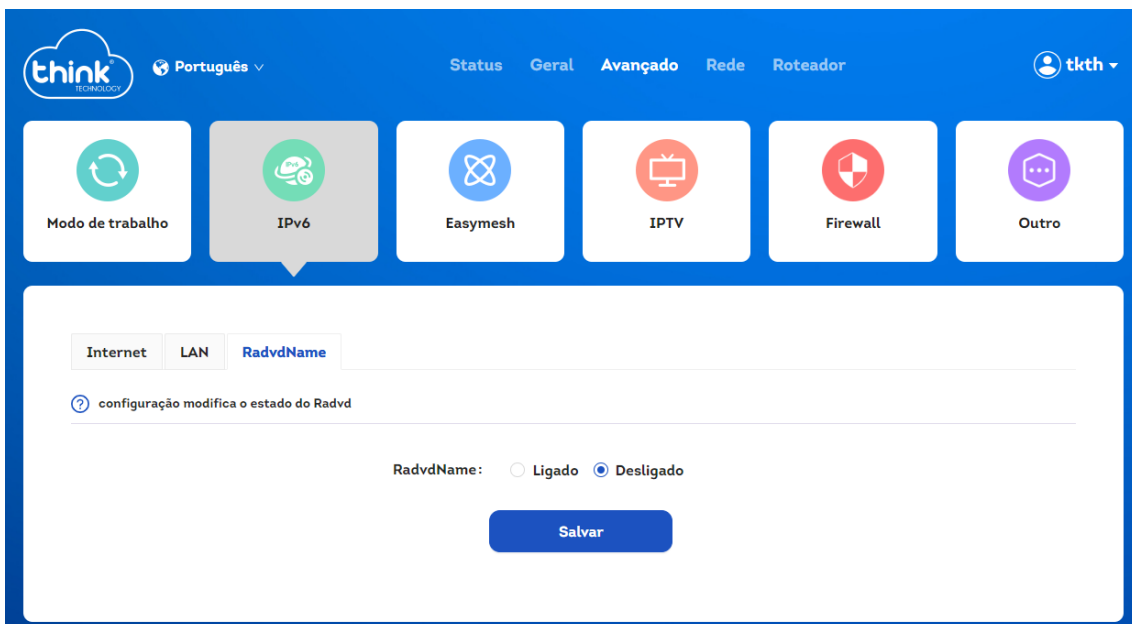 think
TECHNOLOGY
Português
Status Geral Avançado Rede Roteador
tkth
Modo de trabalho
IPv6
IPv6
Easymesh
IPTV
Firewall
Outro
Internet LAN RadvdName
? configuração modifica o estado do Radvd
RadvdName: Ligado Desligado
Salvar